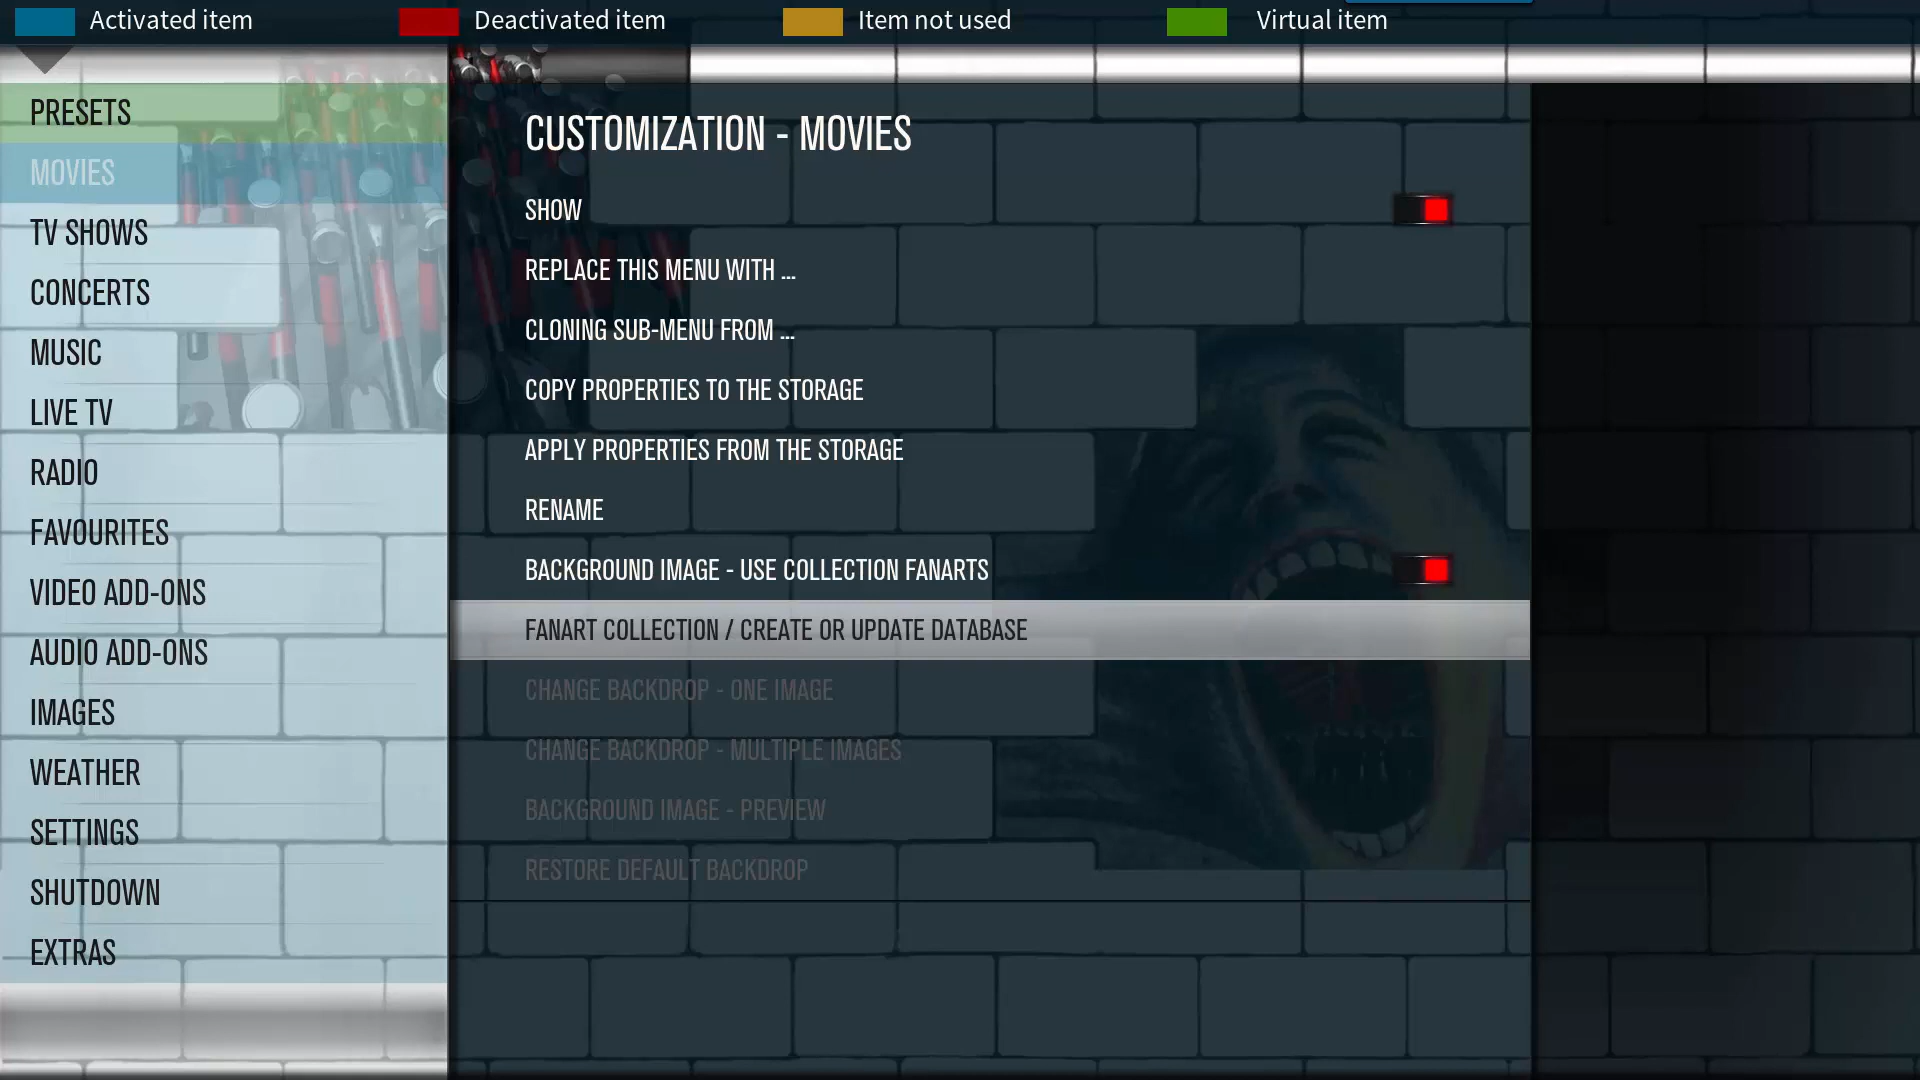 Activated item
Deactivated item
Item not used
Virtual item
PRESETS
MOVIES
TV SHOWS
CONCERTS
MUSIC
LIVE TV
RADIO
FAVOURITES
VIDEO ADD-ONS
AUDIO ADD-ONS
IMAGES
WEATHER
SETTINGS
SHUTDOWN
EXTRAS
CUSTOMIZATION - MOVIES
SHOW
REPLACE THIS MENU WITH ...
CLONING SUB-MENU FROM ...
COPY PROPERTIES TO THE STORAGE
APPLY PROPERTIES FROM THE STORAGE
RENAME
BACKGROUND IMAGE - USE COLLECTION FANARTS
FANART COLLECTION / CREATE OR UPDATE DATABASE
CHANGE BACKDROP - ONE IMAGE
CHANGE BACKDROP - MULTIPLE IMAGES
BACKGROUND IMAGE - PREVIEW
RESTORE DEFAULT BACKDROP